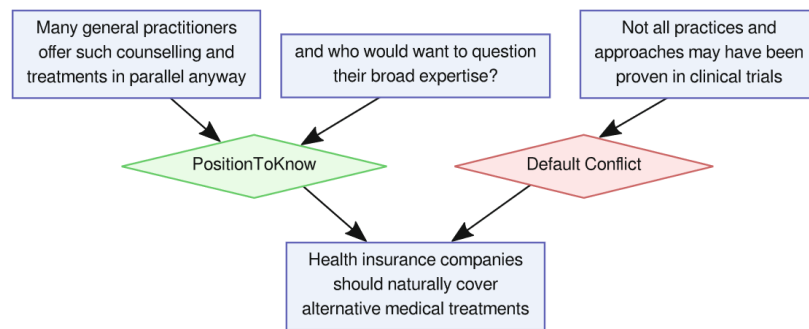 Many general practitioners
offer such counselling and
treatments in parallel anyway
and who would want to question
their broad expertise?
Not all practices and
approaches may have been
proven in clinical trials
PositionToKnow
Default Conflict
Health insurance companies
should naturally cover
alternative medical treatments